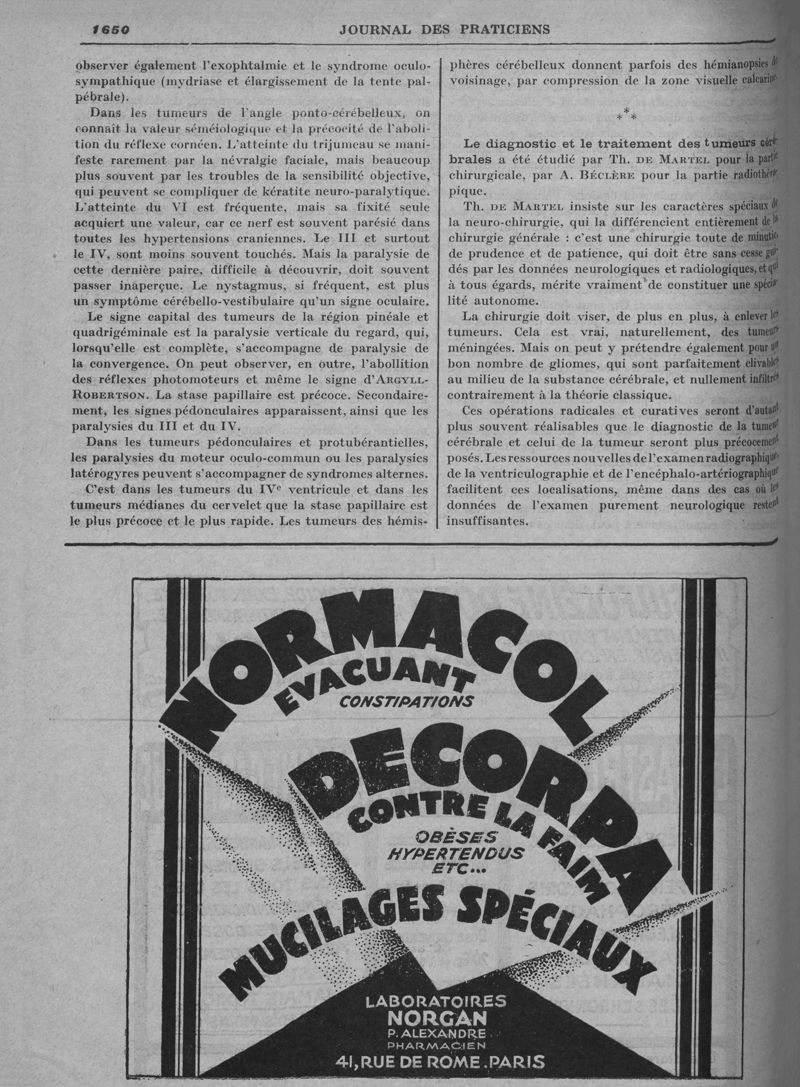 1650
JOURNAL DES PRATICIENS
observer également l'exophtalmie et le syndrome oculo-
sympathique (mydriase et élargissement de la tente pal-
pébrale).
Dans les tumeurs de l'angle ponto-cérébelleux, on
connaît la valeur séméiologique et la précocité de l'aboli-
tion du réflexe cornéen. L'atteinte du trijumeau se mani-
feste rarement par la névralgie faciale, mais beaucoup
plus souvent par les troubles de la sensibilité objective,
qui peuvent se compliquer de kératite neuro-paralytique.
L'atteinte du VI est fréquente, mais sa fixité seule
acquiert une valeur, car ce nerf est souvent parésié dans
toutes les hypertensions craniennes. Le III et surtout
le IV, sont moins souvent touchés. Mais la paralysie de
cette dernière paire, difficile à découvrir, doit souvent
passer inaperçue. Le nystagmus, si fréquent, est plus
un symptôme cérébello-vestibulaire qu'un signe oculaire.
Le signe capital des tumeurs de la région pinéale et
quadrigéminale est la paralysie verticale du regard, qui,
lorsqu'elle est complète, s'accompagne de paralysie de
la convergence. On peut observer, en outre, l'abollition
des réflexes photomoteurs et même le signe d'ARGYLL-
ROBERTSON. La stase papillaire est précoce. Secondaire-
ment, les signes pédonculaires apparaissent, ainsi que les
paralysies du III et du IV.
Dans les tumeurs pédonculaires et protubérantielles,
les paralysies du moteur oculo-commun ou les paralysies
latérogyres peuvent s'accompagner de syndromes alternes.
C'est dans les tumeurs du IVe ventricule et dans les
tumeurs médianes du cervelet que la stase papillaire est
le plus précoce et le plus rapide. Les tumeurs des hémis-
phères cérébelleux donnent parfois des hémianopsies de
voisinage, par compression de la zone visuelle calcarine.
* * *
Le diagnostic et le traitement des tumeurs céré-
brales a été étudié par Th. DE MARTEL pour la partie
chirurgicale, par A. BÉCLÈRE pour la partie radiothéra-
pique.
Th. DE MARTEL insiste sur les caractères spéciaux de
la neuro-chirurgie, qui la différencient entièrement de la
chirurgie générale : c'est une chirurgie toute de minutie,
de prudence et de patience, qui doit être sans cesse gui-
dés par les données neurologiques et radiologiques, et qui
à tous égards, mérite vraiment de constituer une spécia-
lité autonome.
La chirurgie doit viser, de plus en plus, à enlever les
tumeurs. Cela est vrai, naturellement, des tumeurs
méningées. Mais on peut y prétendre également pour un
bon nombre de gliomes, qui sont parfaitement clivables
au milieu de la substance cérébrale, et nullement infiltrés
contrairement à la théorie classique.
Ces opérations radicales et curatives seront d'autant
plus souvent réalisables que le diagnostic de la tumeur
cérébrale et celui de la tumeur seront plus précocement
posés. Les ressources nouvelles de l'examen radiographique,
de la ventriculographie et de l'encéphalo-artériographique
facilitent ces localisations, même dans des cas où les
données de l'examen purement neurologique restent
insuffisantes.
NORMACOL
EVACUANT
CONSTIPATIONS
DECORPA
CONTRE LA FAIM
OBÈSES
HYPERTENDUS
ETC...
MUCILAGES SPÉCIAUX
LABORATOIRES
NORGAN
P. ALEXANDRE
PHARMACIEN
41, RUE DE ROME. PARIS